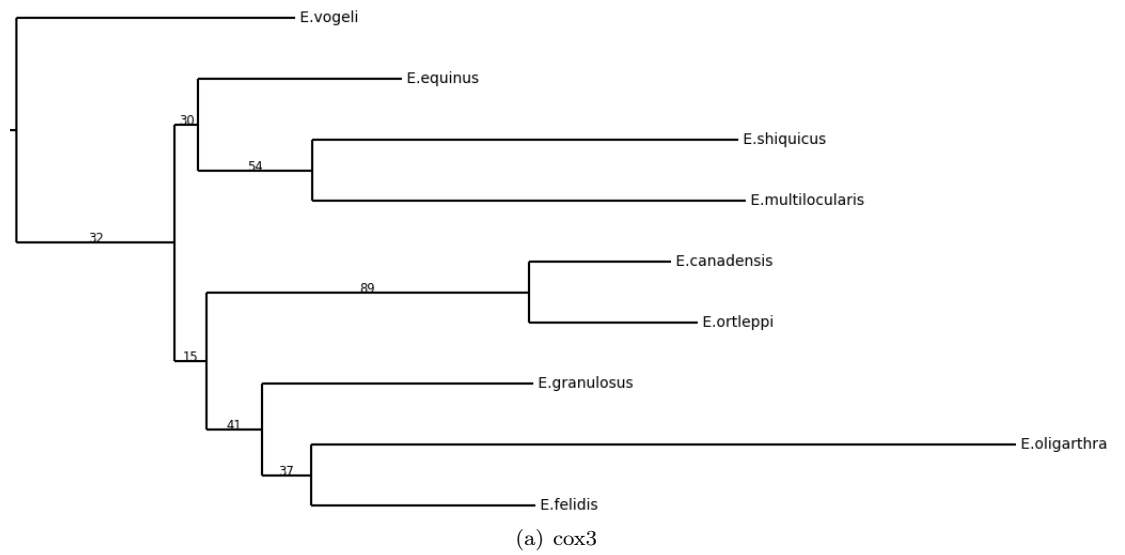 E.vogeli
E.equinus
30
E.shiquicus
54
E.multilocularis
32
E.canadensis
89
E.ortleppi
15
E.granulosus
41
E.oligarthra
37
E.felidis
(a) cox3